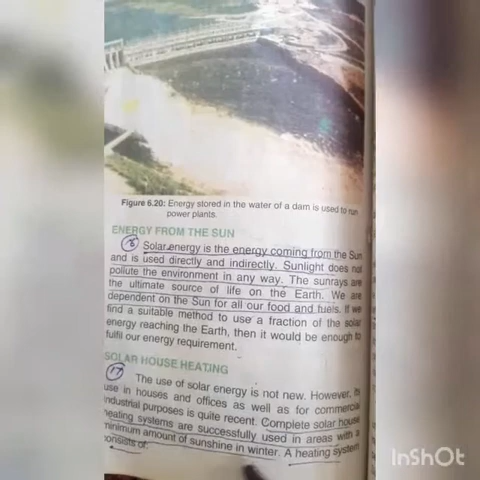 Figure 6.20: Energy stored in the water of a dam is used to run
power plants.
ENERGY FROM THE SUN
Solar energy is the energy coming from the Sun
and is used directly and indirectly. Sunlight does not
pollute the environment in any way. The sunrays are
the ultimate source of life on the Earth. We are
dependent on the Sun for all our food and fuels. If we
find a suitable method to use a fraction of the solar
energy reaching the Earth, then it would be enough to
fulfil our energy requirement.
SOLAR HOUSE HEATING
17
The use of solar energy is not new. However, its
use in houses and offices as well as for commercial
industrial purposes is quite recent. Complete solar house
heating systems are successfully used in areas with a
minimum amount of sunshine in winter. A heating system
consists of:
InShOt